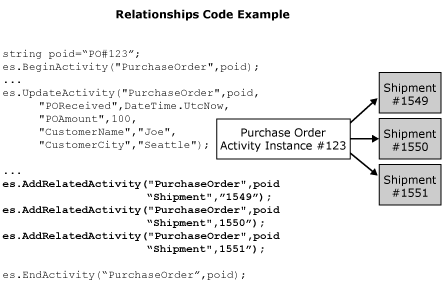 Relationships Code Example
string poid=“PO#123”;
es.BeginActivity("PurchaseOrder",poid);
...
es.UpdateActivity("PurchaseOrder",poid,
"POReceived",DateTime.UtcNow,
"POAmount",100,
"CustomerName","Joe",
"CustomerCity","Seattle");
Purchase Order
Activity Instance #123
Shipment
#1549
Shipment
#1550
Shipment
#1551
...
es.AddRelatedActivity("PurchaseOrder",poid
“Shipment",”1549”);
es.AddRelatedActivity("PurchaseOrder",poid
“Shipment",1550”);
es.AddRelatedActivity("PurchaseOrder",poid
“Shipment",1551”);
es.EndActivity(“PurchaseOrder”,poid);